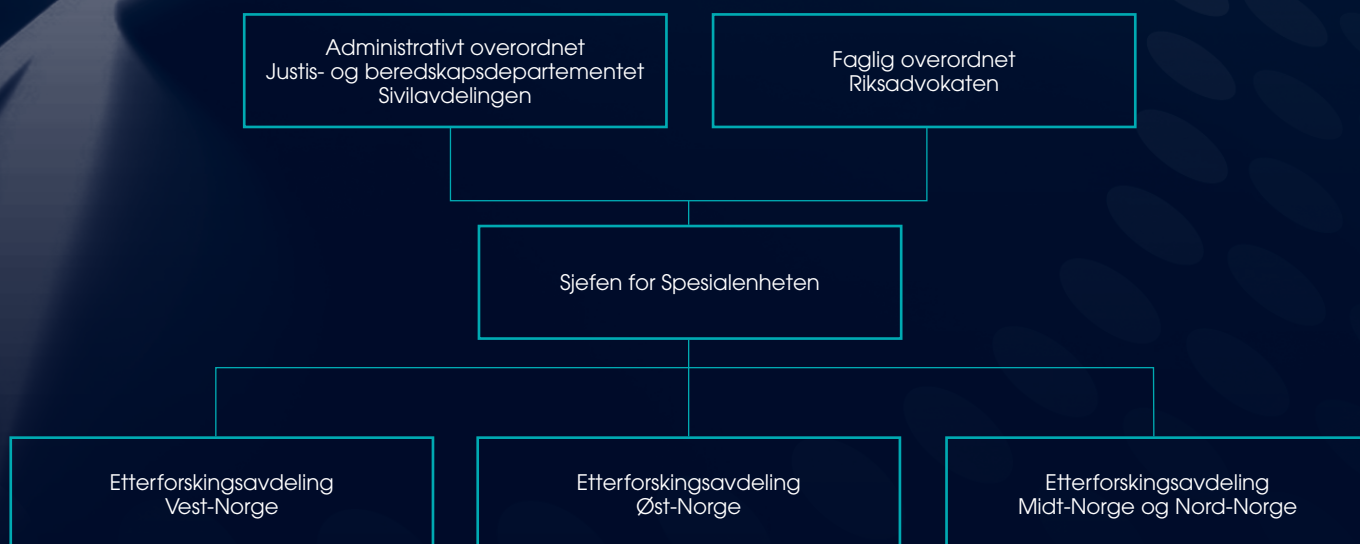 Administrativt overordnet
Justis- og beredskapsdepartementet
Sivilavdelingen
Faglig overordnet
Riksadvokaten
Sjefen for Spesialenheten
Etterforskingsavdeling
Vest-Norge
Etterforskingsavdeling
Øst-Norge
Etterforskingsavdeling
Midt-Norge og Nord-Norge